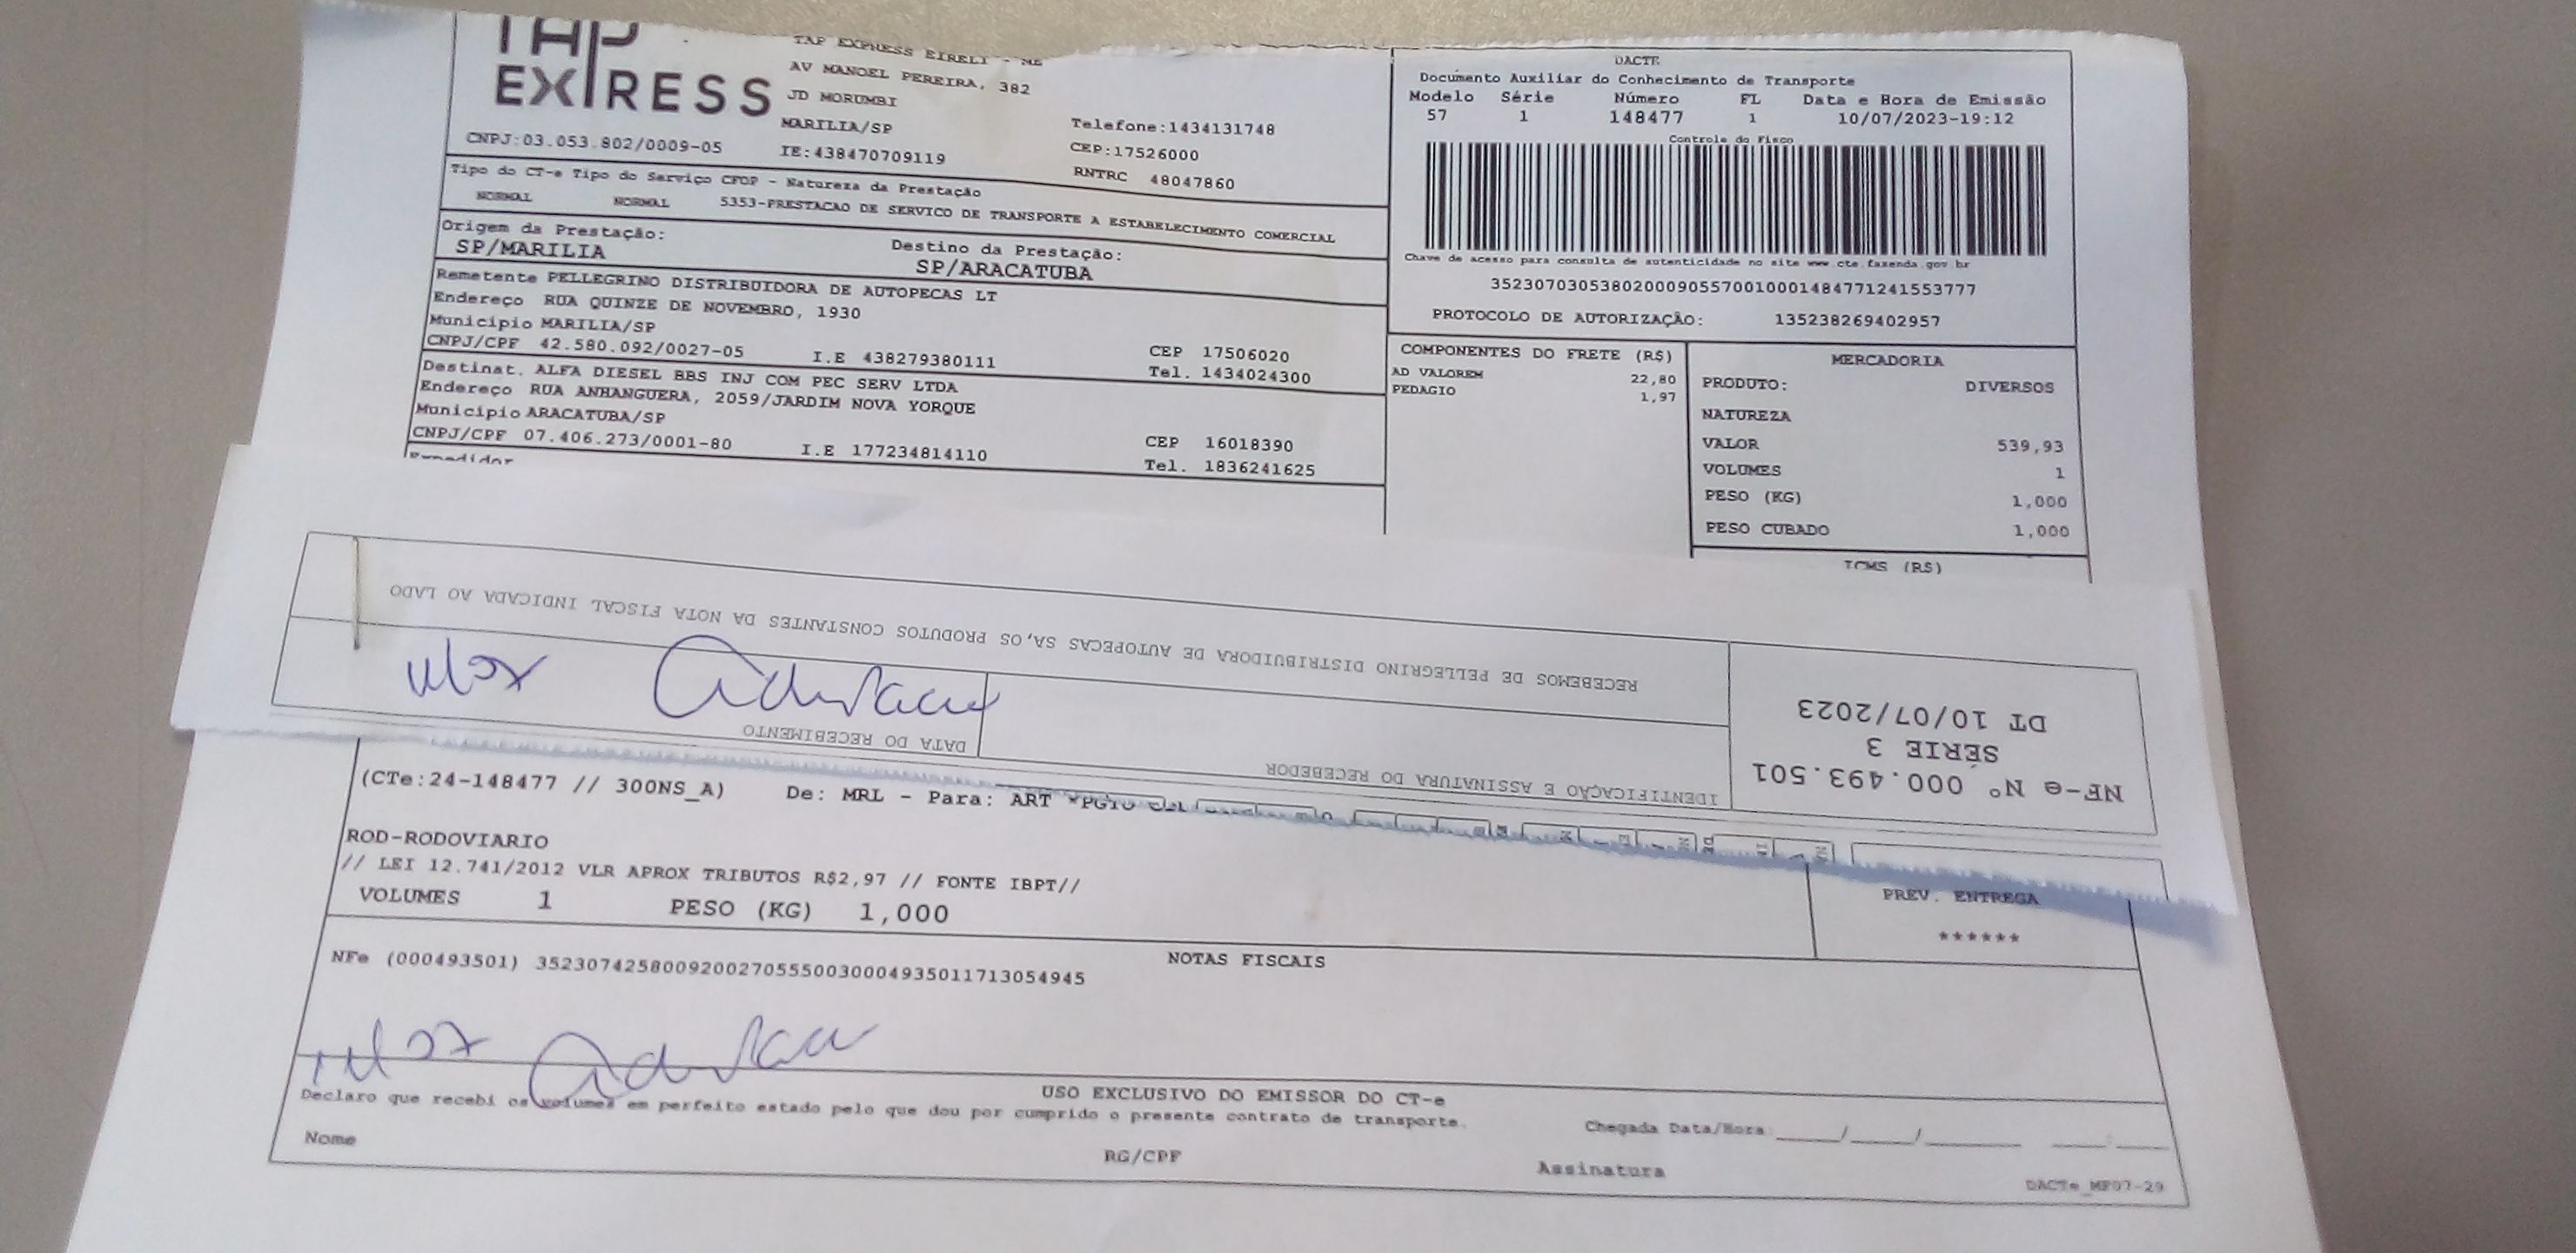 TAP
EXPRESS
TAP EXPRESS EIRELI - ME
AV MANOEL PEREIRA, 382
JD MORUMBI
MARILIA/SP
Telefone:1434131748
CNPJ:03.053.802/0009-05
IE:438470709119
CEP:17526000
RNTRC 48047860
Tipo do CT-e Tipo do Serviço CFOP - Natureza da Prestação
NORMAL NORMAL 5353-PRESTACAO DE SERVICO DE TRANSPORTE A ESTABELECIMENTO COMERCIAL
Origem da Prestação:
SP/MARILIA
Destino da Prestação:
SP/ARACATUBA
Remetente PELLEGRINO DISTRIBUIDORA DE AUTOPECAS LT
Endereço RUA QUINZE DE NOVEMBRO, 1930
Municipio MARILIA/SP
CNPJ/CPF 42.580.092/0027-05 I.E 438279380111
CEP 17506020
Tel. 1434024300
Destinat. ALFA DIESEL BBS INJ COM PEC SERV LTDA
Endereço RUA ANHANGUERA, 2059/JARDIM NOVA YORQUE
Municipio ARACATUBA/SP
CNPJ/CPF 07.406.273/0001-80 I.E 177234814110
CEP 16018390
Tel. 1836241625
Expedidor
DACTE
Documento Auxiliar do Conhecimento de Transporte
Modelo Série Número FL Data e Hora de Emissão
57 1 148477 1 10/07/2023-19:12
Controle do Fisco
Chave de acesso para consulta de autenticidade no site www.cte.fazenda.gov.br
35230703053802000905570010001484771241553777
PROTOCOLO DE AUTORIZAÇÃO: 135238269402957
COMPONENTES DO FRETE (R$)
AD VALOREM 22,80
PEDAGIO 1,97
MERCADORIA
PRODUTO: DIVERSOS
NATUREZA
VALOR 539,93
VOLUMES 1
PESO (KG) 1,000
PESO CUBADO 1,000
ICMS (R$)
RECEBEMOS DE PELLEGRINO DISTRIBUIDORA DE AUTOPECAS SA,OS PRODUTOS CONSTANTES DA NOTA FISCAL INDICADA AO LADO
DATA DO RECEBIMENTO
IDENTIFICAÇÃO E ASSINATURA DO RECEBEDOR
NF-e Nº 000.493.501
SÉRIE 3
DT 10/07/2023
(CTe:24-148477 // 300NS_A) De: MRL - Para: ART *PGTO
ROD-RODOVIARIO
// LEI 12.741/2012 VLR APROX TRIBUTOS R$2,97 // FONTE IBPT//
VOLUMES 1 PESO (KG) 1,000
PREV. ENTREGA
******
NOTAS FISCAIS
NFe (000493501) 35230742580092002705550030004935011713054945
USO EXCLUSIVO DO EMISSOR DO CT-e
Declaro que recebi os volumes em perfeito estado pelo que dou por cumprido o presente contrato de transporte.
Chegada Data/Hora:____/____/______ ____:____
Nome
RG/CPF
Assinatura
DACTe_MF07-29